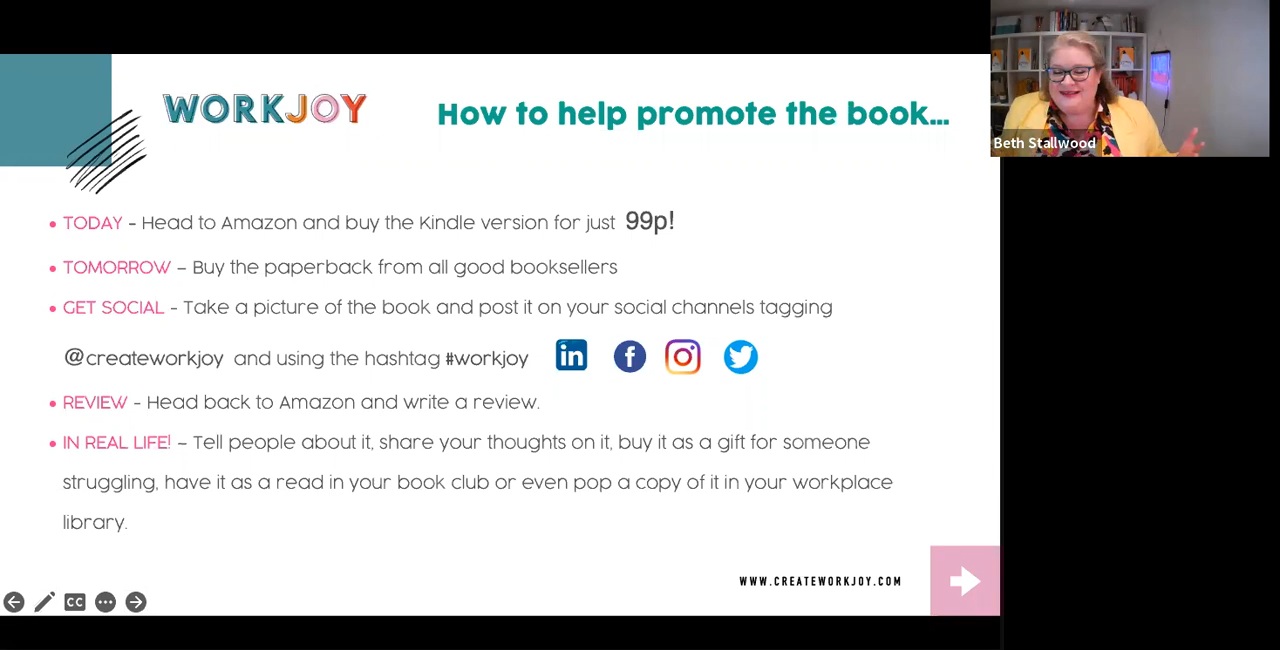 WORKJOY
How to help promote the book...
Beth Stallwood
• TODAY - Head to Amazon and buy the Kindle version for just 99p!
• TOMORROW – Buy the paperback from all good booksellers
• GET SOCIAL - Take a picture of the book and post it on your social channels tagging
@createworkjoy and using the hashtag #workjoy in f
• REVIEW - Head back to Amazon and write a review.
• IN REAL LIFE! – Tell people about it, share your thoughts on it, buy it as a gift for someone
struggling, have it as a read in your book club or even pop a copy of it in your workplace
library.
WWW.CREATEWORKJOY.COM
CC